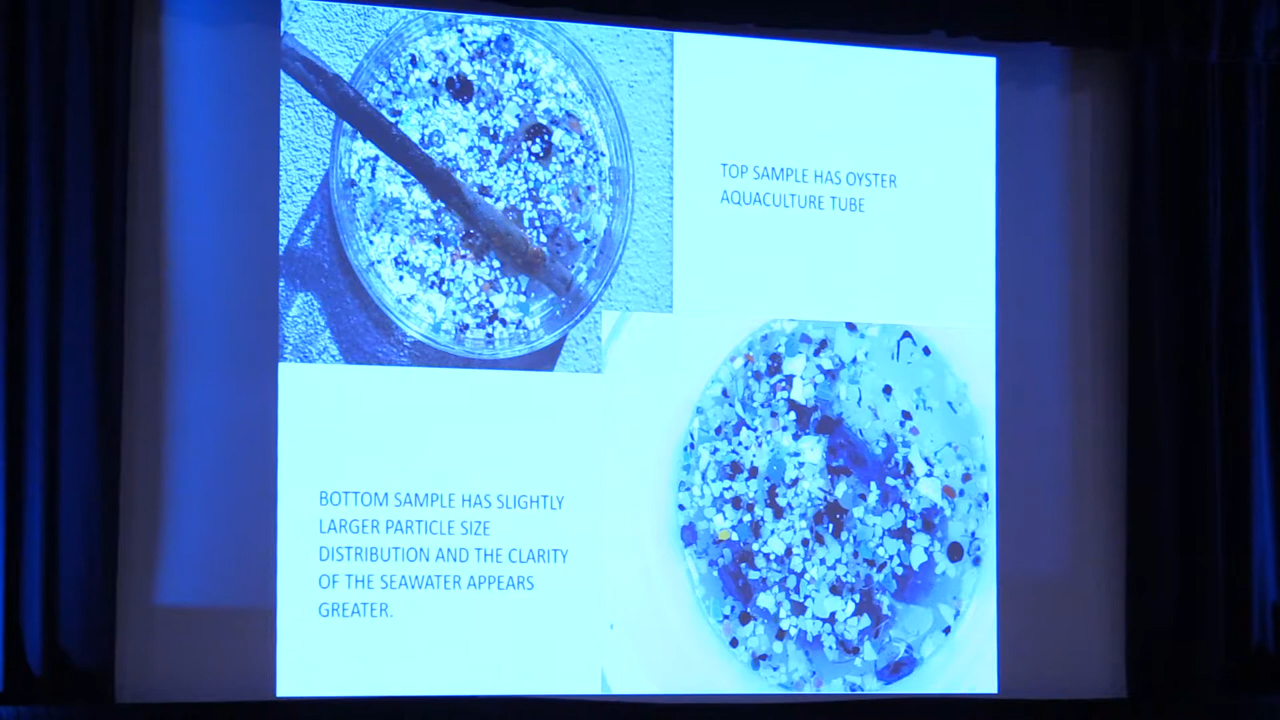 TOP SAMPLE HAS OYSTER
AQUACULTURE TUBE
BOTTOM SAMPLE HAS SLIGHTLY
LARGER PARTICLE SIZE
DISTRIBUTION AND THE CLARITY
OF THE SEAWATER APPEARS
GREATER.